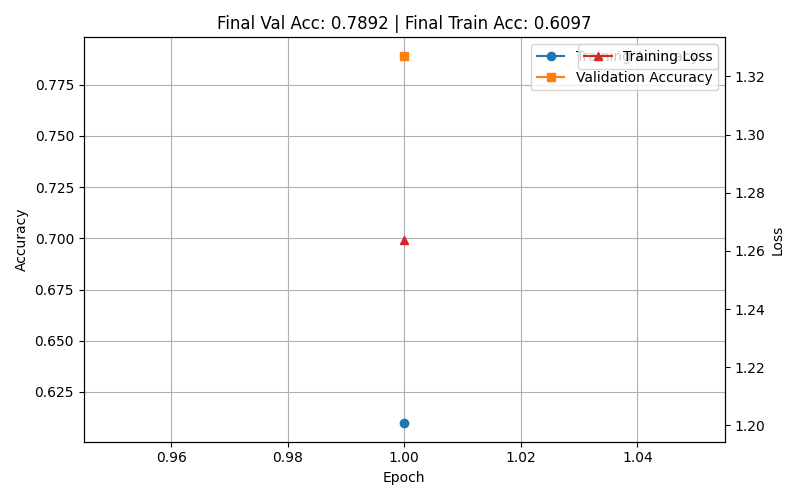 Final Val Acc: 0.7892 | Final Train Acc: 0.6097
Training Loss
Validation Accuracy
Accuracy
0.775
0.750
0.725
0.700
0.675
0.650
0.625
1.32
1.30
1.28
1.26
1.24
1.22
1.20
Loss
0.96 0.98 1.00 1.02 1.04
Epoch